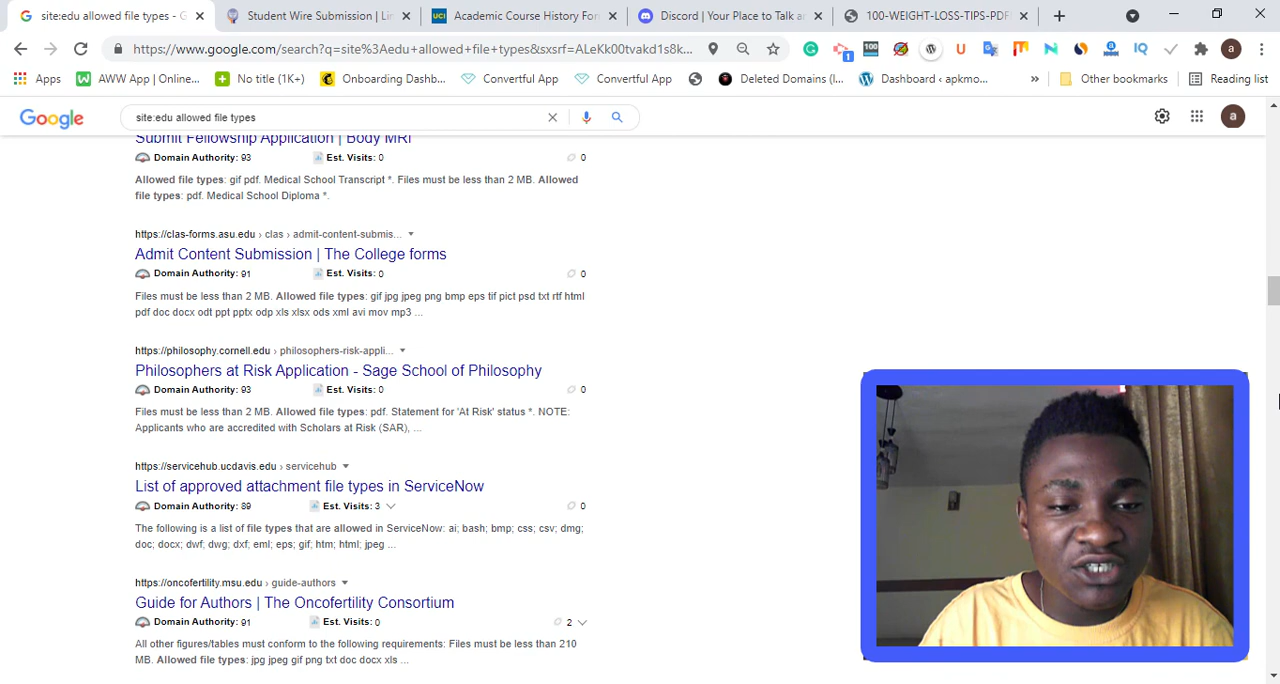 site:edu allowed file types - G
Student Wire Submission | Lin
UCI
Academic Course History For
Discord | Your Place to Talk a
100-WEIGHT-LOSS-TIPS-PDF
https://www.google.com/search?q=site%3Aedu+allowed+file+types&sxsrf=ALeKk00tvakd1s8k...
Apps
AWW App | Online...
No title (1K+)
Onboarding Dashb...
Convertful App
Convertful App
Deleted Domains (l...
Dashboard ‹ apkmo...
»
Other bookmarks
Reading list
Google
site:edu allowed file types
a
Submit Fellowship Application | Body MRI
Domain Authority: 93 Est. Visits: 0 0
Allowed file types: gif pdf. Medical School Transcript *. Files must be less than 2 MB. Allowed
file types: pdf. Medical School Diploma *.
https://clas-forms.asu.edu › clas › admit-content-submis...
Admit Content Submission | The College forms
Domain Authority: 91 Est. Visits: 0 0
Files must be less than 2 MB. Allowed file types: gif jpg jpeg png bmp eps tif pict psd txt rtf html
pdf doc docx odt ppt pptx odp xls xlsx ods xml avi mov mp3 ...
https://philosophy.cornell.edu › philosophers-risk-appli...
Philosophers at Risk Application - Sage School of Philosophy
Domain Authority: 93 Est. Visits: 0 0
Files must be less than 2 MB. Allowed file types: pdf. Statement for 'At Risk' status *. NOTE:
Applicants who are accredited with Scholars at Risk (SAR), ...
https://servicehub.ucdavis.edu › servicehub
List of approved attachment file types in ServiceNow
Domain Authority: 89 Est. Visits: 3 0
The following is a list of file types that are allowed in ServiceNow: ai; bash; bmp; css; csv; dmg;
doc; docx; dwf; dwg; dxf; eml; eps; gif; htm; html; jpeg ...
https://oncofertility.msu.edu › guide-authors
Guide for Authors | The Oncofertility Consortium
Domain Authority: 91 Est. Visits: 0 2
All other figures/tables must conform to the following requirements: Files must be less than 210
MB. Allowed file types: jpg jpeg gif png txt doc docx xls ...